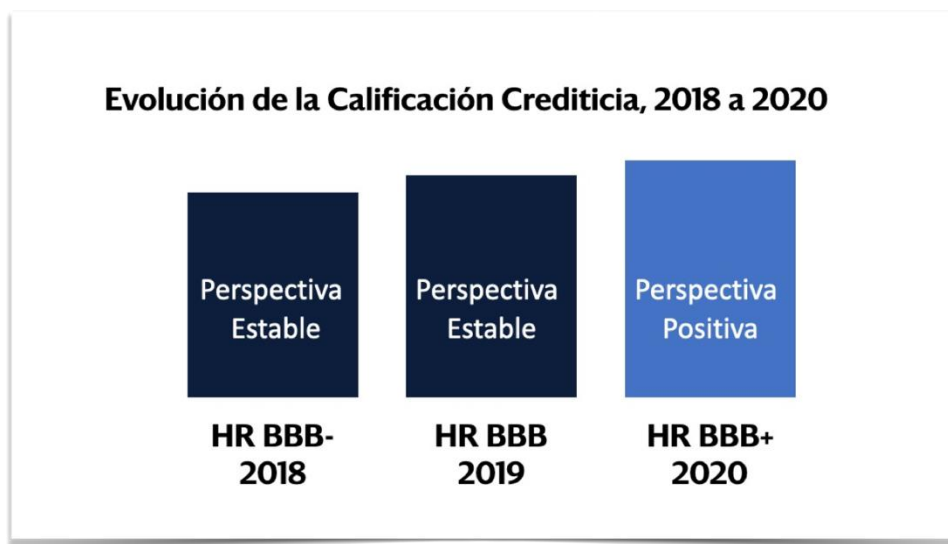 Evolución de la Calificación Crediticia, 2018 a 2020
Perspectiva
Estable
Perspectiva
Estable
Perspectiva
Positiva
HR BBB-
2018
HR BBB
2019
HR BBB+
2020